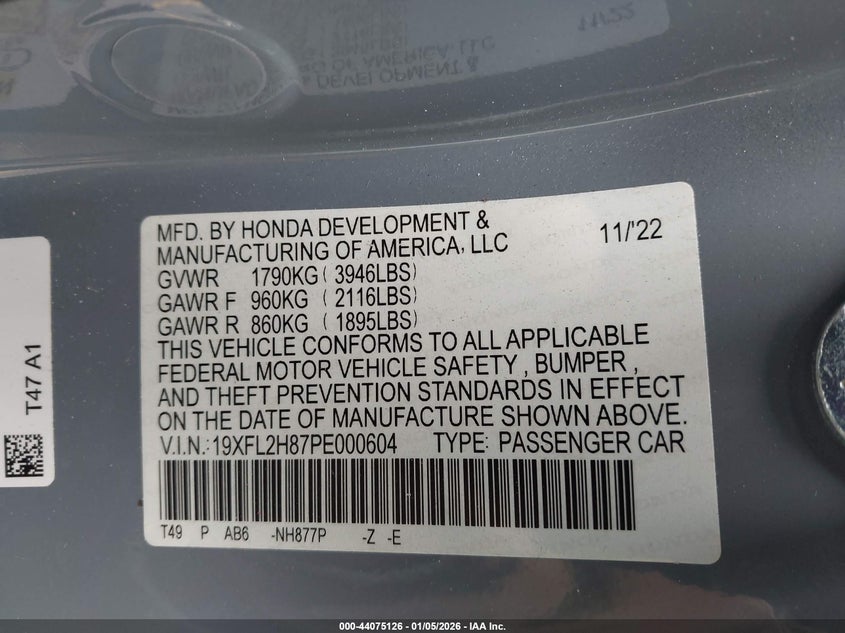 MFD. BY HONDA DEVELOPMENT &
MANUFACTURING OF AMERICA, LLC 11/'22
GVWR 1790KG ( 3946LBS)
GAWR F 960KG ( 2116LBS)
GAWR R 860KG ( 1895LBS)
THIS VEHICLE CONFORMS TO ALL APPLICABLE
FEDERAL MOTOR VEHICLE SAFETY , BUMPER ,
AND THEFT PREVENTION STANDARDS IN EFFECT
ON THE DATE OF MANUFACTURE SHOWN ABOVE.
V.I.N.:19XFL2H87PE000604 TYPE: PASSENGER CAR
T49 P AB6 -NH877P -Z -E
T47 A1
000-44075126 - 01/05/2026 - IAA Inc.